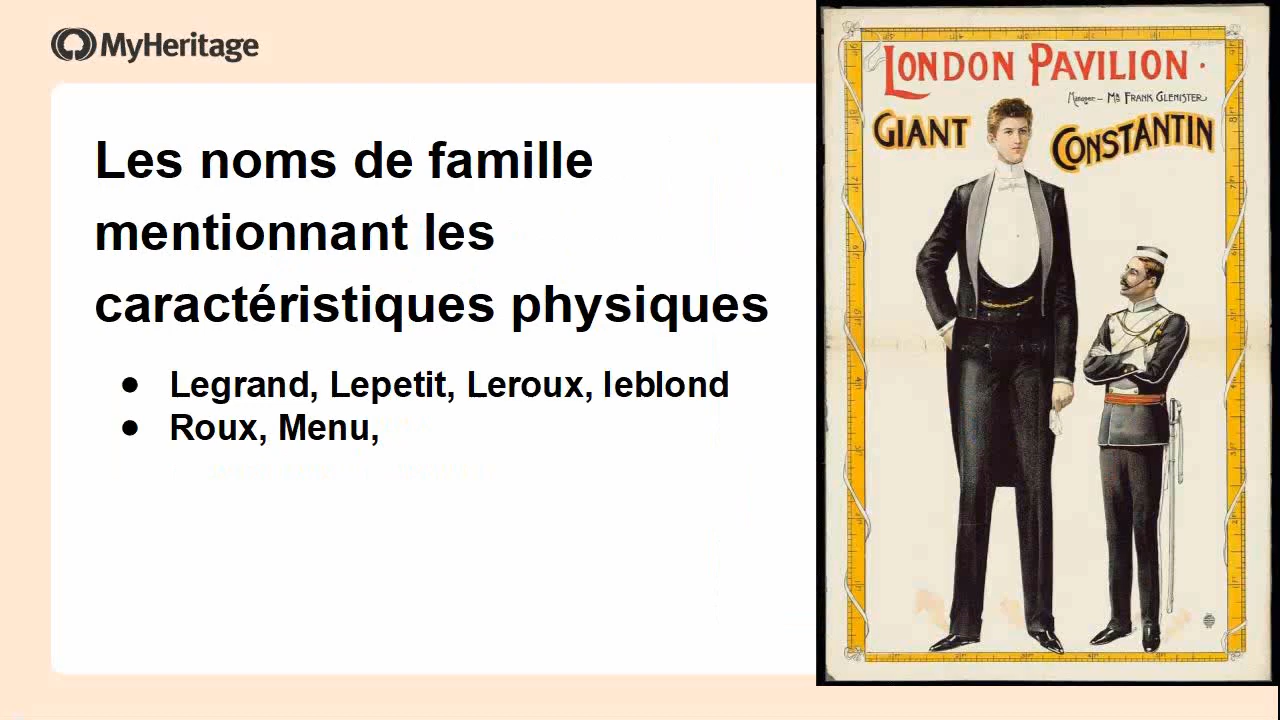 MyHeritage
Les noms de famille
mentionnant les
caractéristiques physiques
● Legrand, Lepetit, Leroux, leblond
● Roux, Menu,
LONDON PAVILION.
Manager – Mr FRANK GLENISTER
GIANT
CONSTANTIN